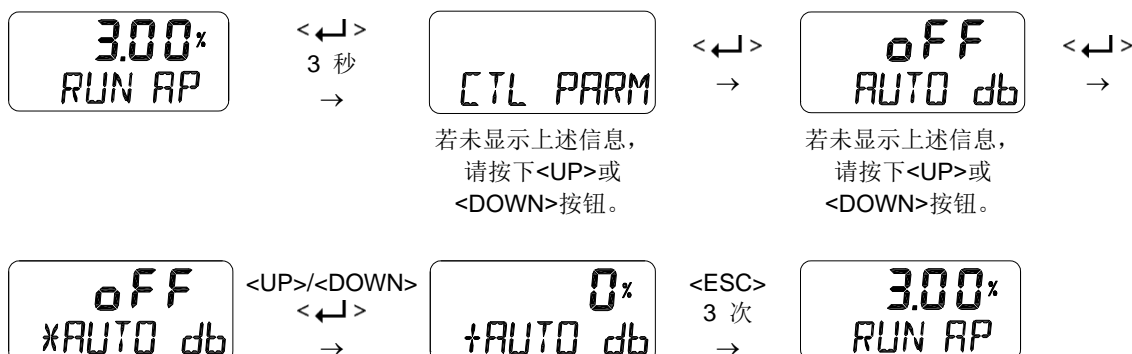 3.00%
RUN AP
<↵>
3 秒
→
CTL PARM
若未显示上述信息，
请按下<UP>或
<DOWN>按钮。
<↵>
→
oFF
AUTO db
若未显示上述信息，
请按下<UP>或
<DOWN>按钮。
<↵>
→
oFF
*AUTO db
<UP>/<DOWN>
<↵>
→
0%
+AUTO db
<ESC>
3 次
→
3.00%
RUN AP